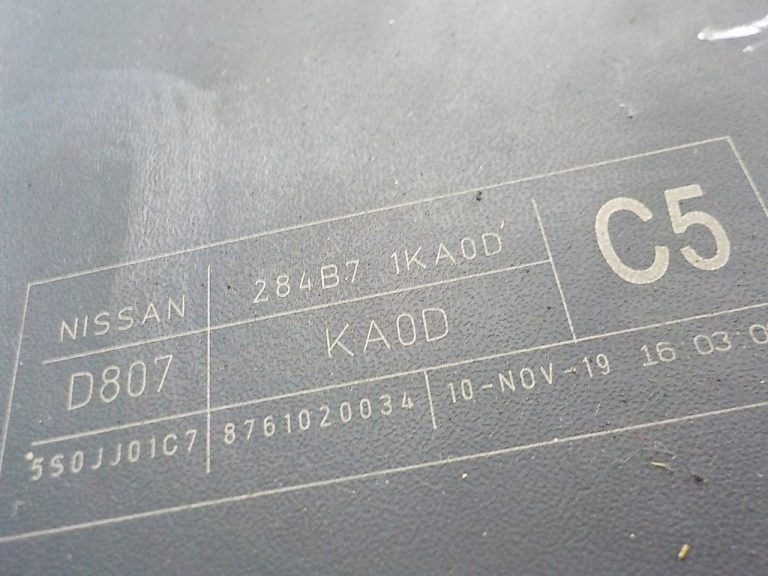 NISSAN 284B7 1KA0D C5
D807 KA0D
5S0JJ01C7 8761020034 10-NOV-19 16:03:0